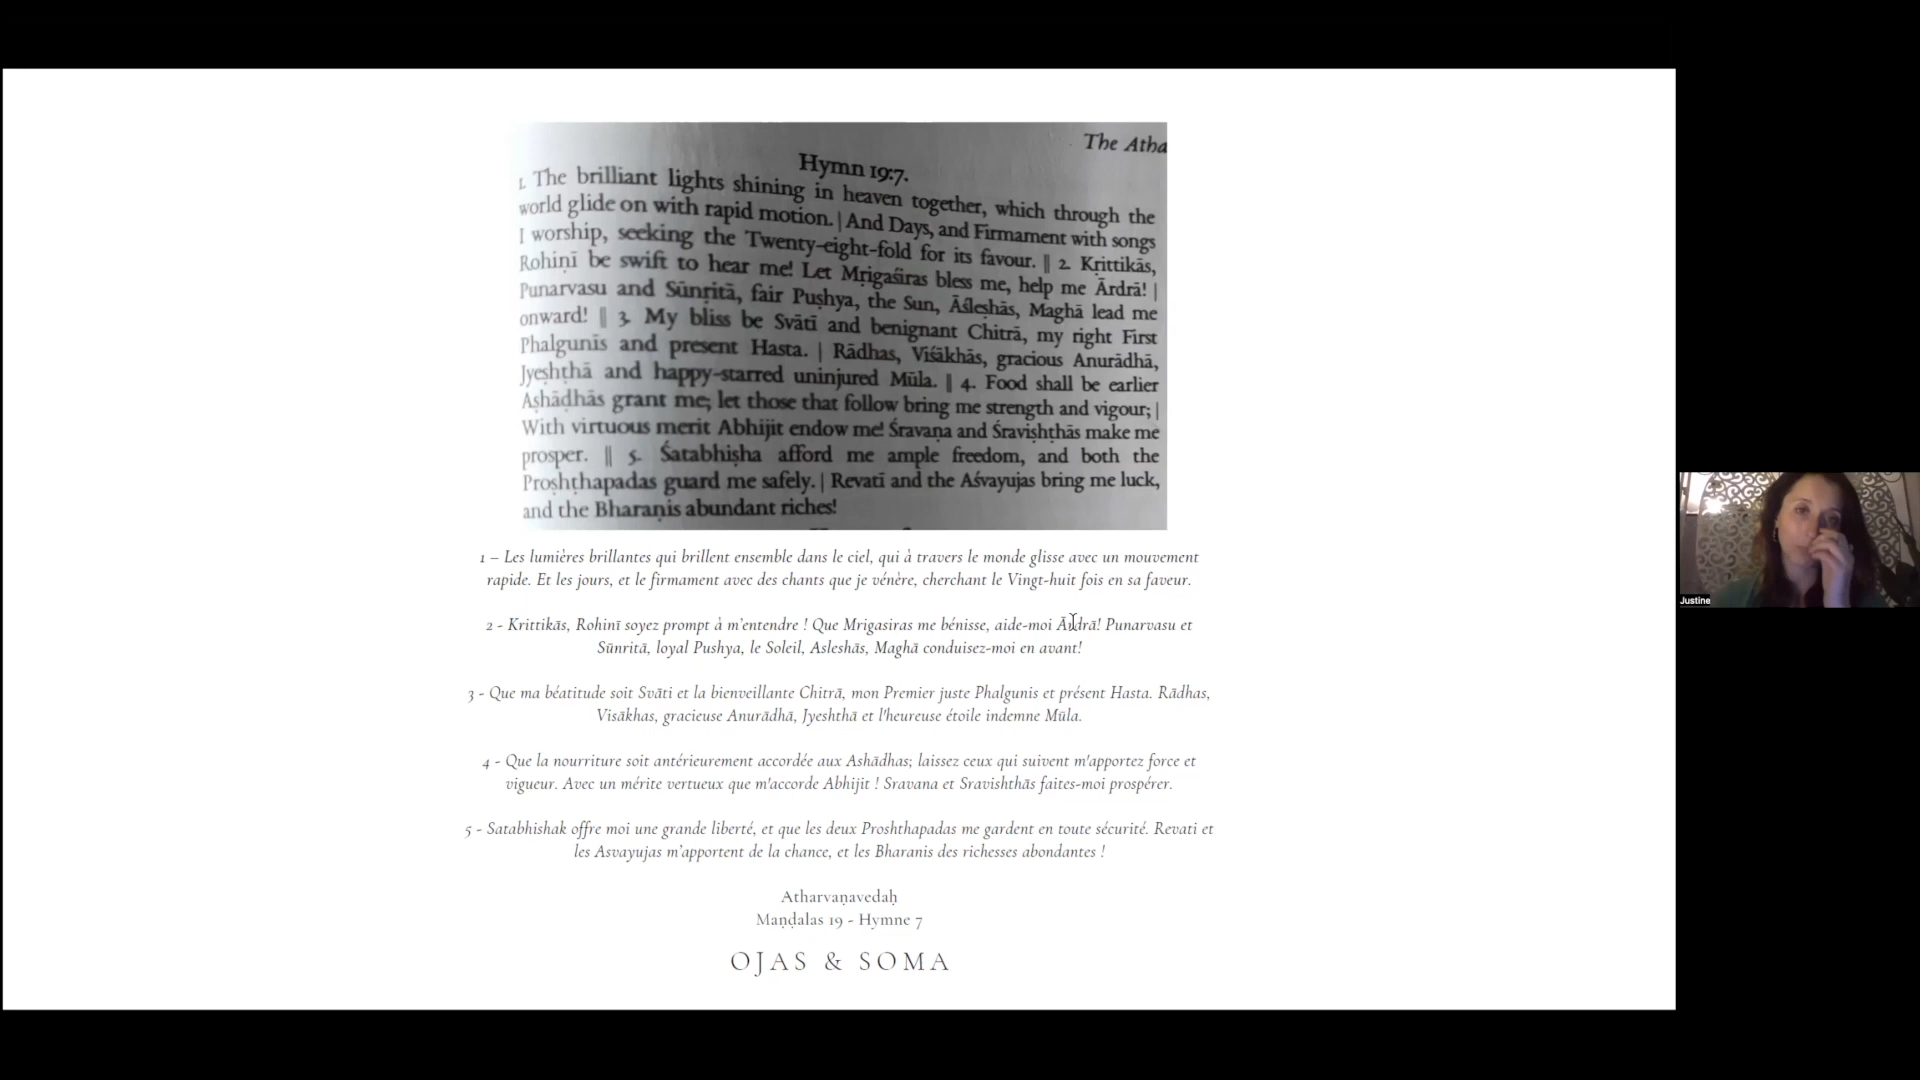 The Atha
Hymn 19:7.
1. The brilliant lights shining in heaven together, which through the
world glide on with rapid motion. | And Days, and Firmament with songs
I worship, seeking the Twenty-eight-fold for its favour. || 2. Kṛittikās,
Rohiṇī be swift to hear me! Let Mṛigaśiras bless me, help me Ārdrā! |
Punarvasu and Sūnṛitā, fair Puṣhya, the Sun, Āśleṣhās, Maghā lead me
onward! || 3. My bliss be Svātī and benignant Chitrā, my right First
Phalgunīs and present Hasta. | Rādhas, Viśākhās, gracious Anurādhā,
Jyeṣhṭhā and happy-starred uninjured Mūla. || 4. Food shall be earlier
Aṣhāḍhās grant me; let those that follow bring me strength and vigour; |
With virtuous merit Abhijit endow me! Śravaṇa and Śraviṣhṭhās make me
prosper. || 5. Śatabhiṣha afford me ample freedom, and both the
Proṣhṭhapadas guard me safely. | Revatī and the Aśvayujas bring me luck,
and the Bharaṇis abundant riches!
1 – Les lumières brillantes qui brillent ensemble dans le ciel, qui à travers le monde glisse avec un mouvement
rapide. Et les jours, et le firmament avec des chants que je vénère, cherchant le Vingt-huit fois en sa faveur.
2 - Krittikās, Rohinī soyez prompt à m’entendre ! Que Mrigasiras me bénisse, aide-moi Ārdrā! Punarvasu et
Sūnritā, loyal Pushya, le Soleil, Asleshās, Maghā conduisez-moi en avant!
3 - Que ma béatitude soit Svāti et la bienveillante Chitrā, mon Premier juste Phalgunis et présent Hasta. Rādhas,
Visākhas, gracieuse Anurādhā, Jyeshthā et l'heureuse étoile indemne Mūla.
4 - Que la nourriture soit antérieurement accordée aux Ashādhas; laissez ceux qui suivent m'apportez force et
vigueur. Avec un mérite vertueux que m'accorde Abhijit ! Sravana et Sravishthās faites-moi prospérer.
5 - Satabhishak offre moi une grande liberté, et que les deux Proshthapadas me gardent en toute sécurité. Revati et
les Asvayujas m’apportent de la chance, et les Bharanis des richesses abondantes !
Atharvaṇavedaḥ
Maṇḍalas 19 - Hymne 7
OJAS & SOMA
Justine